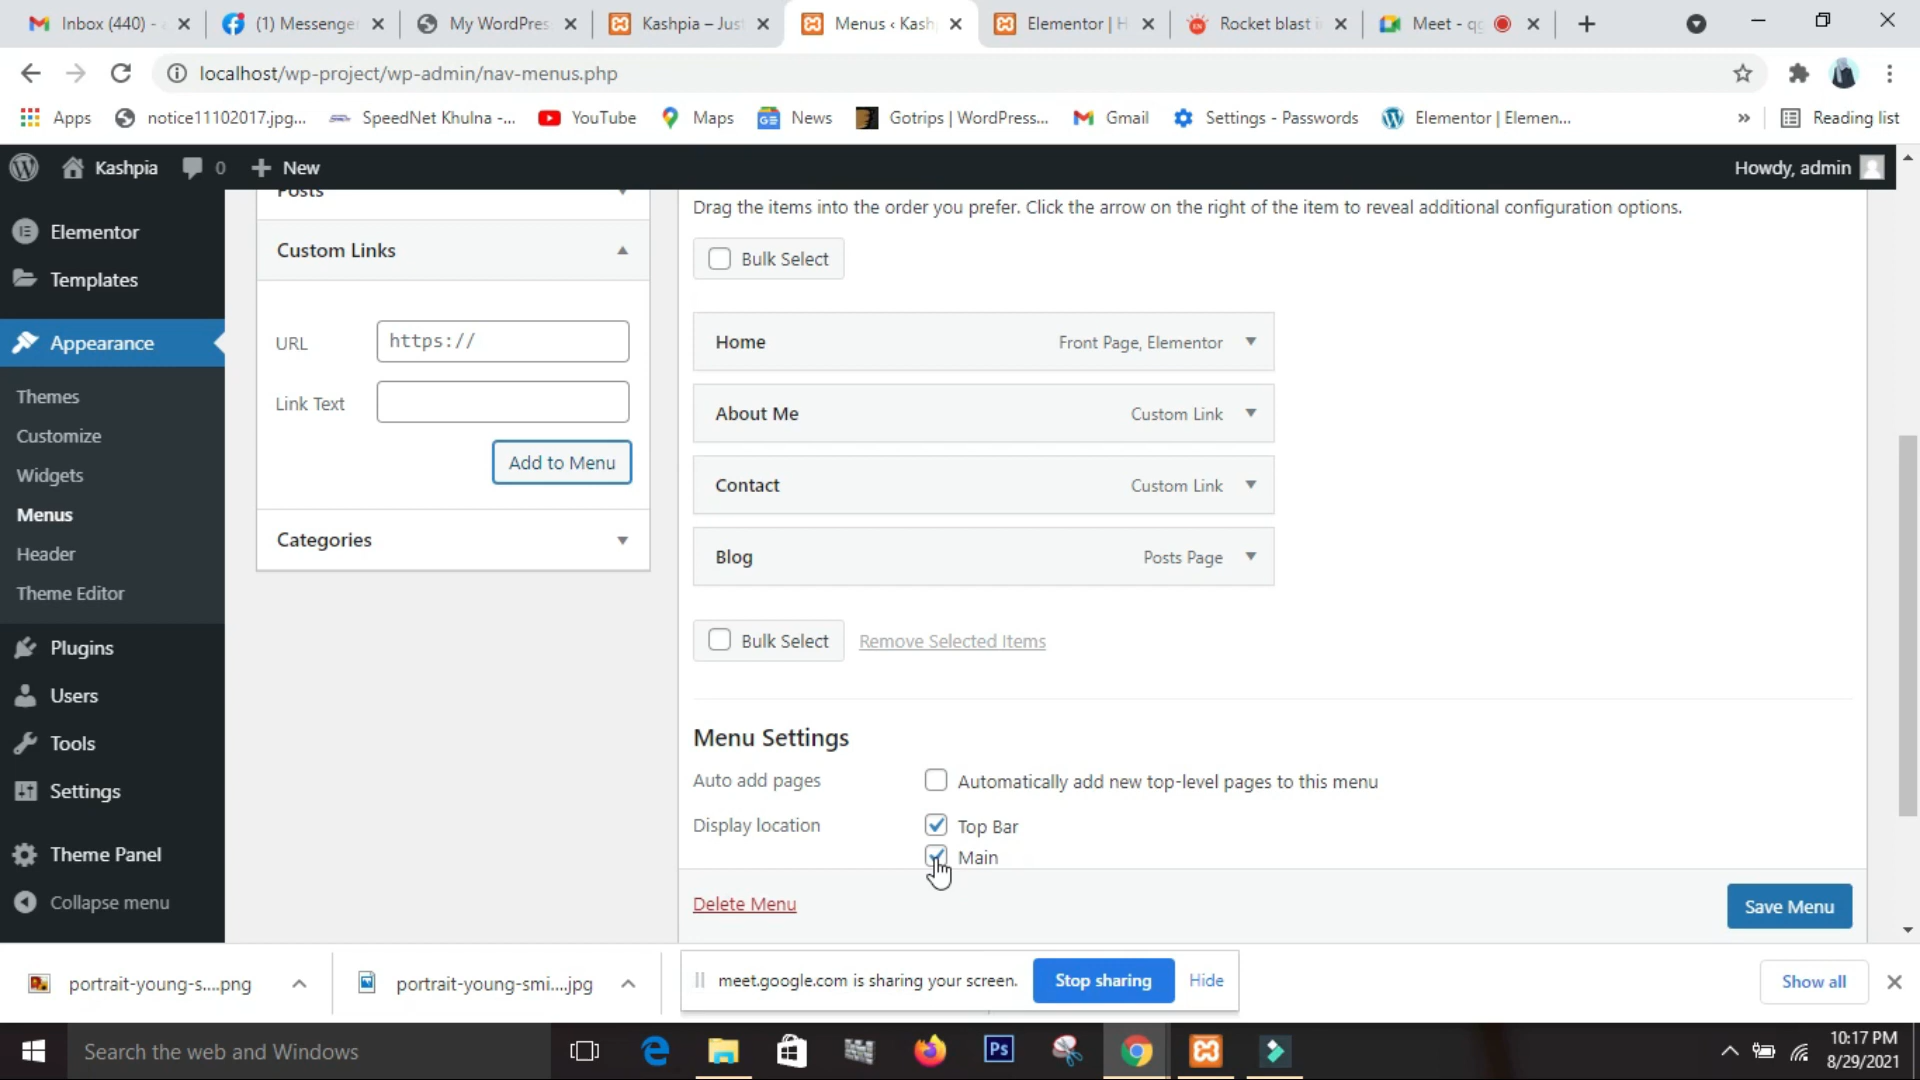 Inbox (440) -
(1) Messenge
My WordPres
Kashpia – Jus
Menus ‹ Kash
Elementor | H
Rocket blast i
Meet - qg
localhost/wp-project/wp-admin/nav-menus.php
Apps
notice11102017.jpg...
SpeedNet Khulna -...
YouTube
Maps
News
Gotrips | WordPress...
Gmail
Settings - Passwords
Elementor | Elemen...
»
Reading list
Kashpia
0
New
Howdy, admin
Elementor
Templates
Appearance
Themes
Customize
Widgets
Menus
Header
Theme Editor
Plugins
Users
Tools
Settings
Theme Panel
Collapse menu
Posts
Custom Links
URL
https://
Link Text
Add to Menu
Categories
Drag the items into the order you prefer. Click the arrow on the right of the item to reveal additional configuration options.
Bulk Select
Home Front Page, Elementor
About Me Custom Link
Contact Custom Link
Blog Posts Page
Bulk Select Remove Selected Items
Menu Settings
Auto add pages Automatically add new top-level pages to this menu
Display location Top Bar
Main
Delete Menu
Save Menu
portrait-young-s....png
portrait-young-smi....jpg
meet.google.com is sharing your screen.
Stop sharing
Hide
Show all
Search the web and Windows
Ps
10:17 PM
8/29/2021